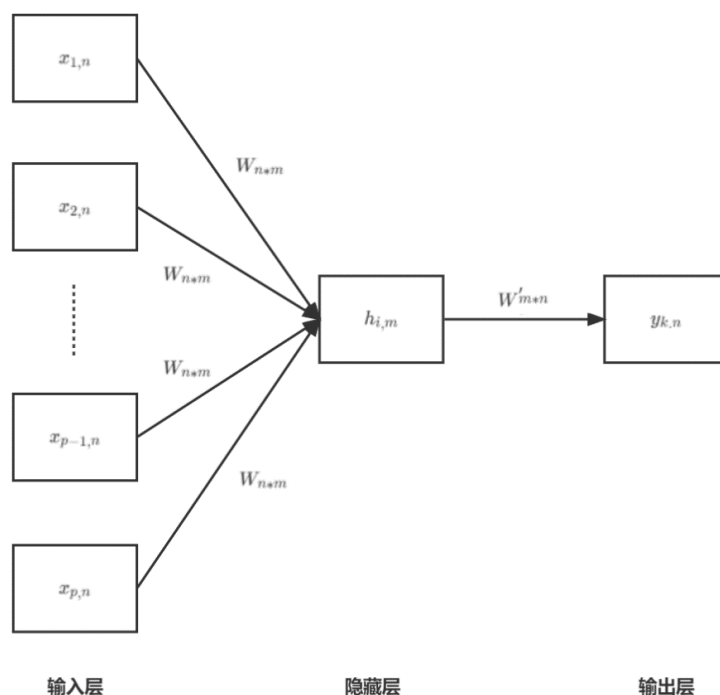 x_{1,n}
W_{n*m}
x_{2,n}
W_{n*m}
W'_{m*n}
h_{i,m}
y_{k,n}
W_{n*m}
x_{p-1,n}
W_{n*m}
x_{p,n}
输入层 隐藏层 输出层